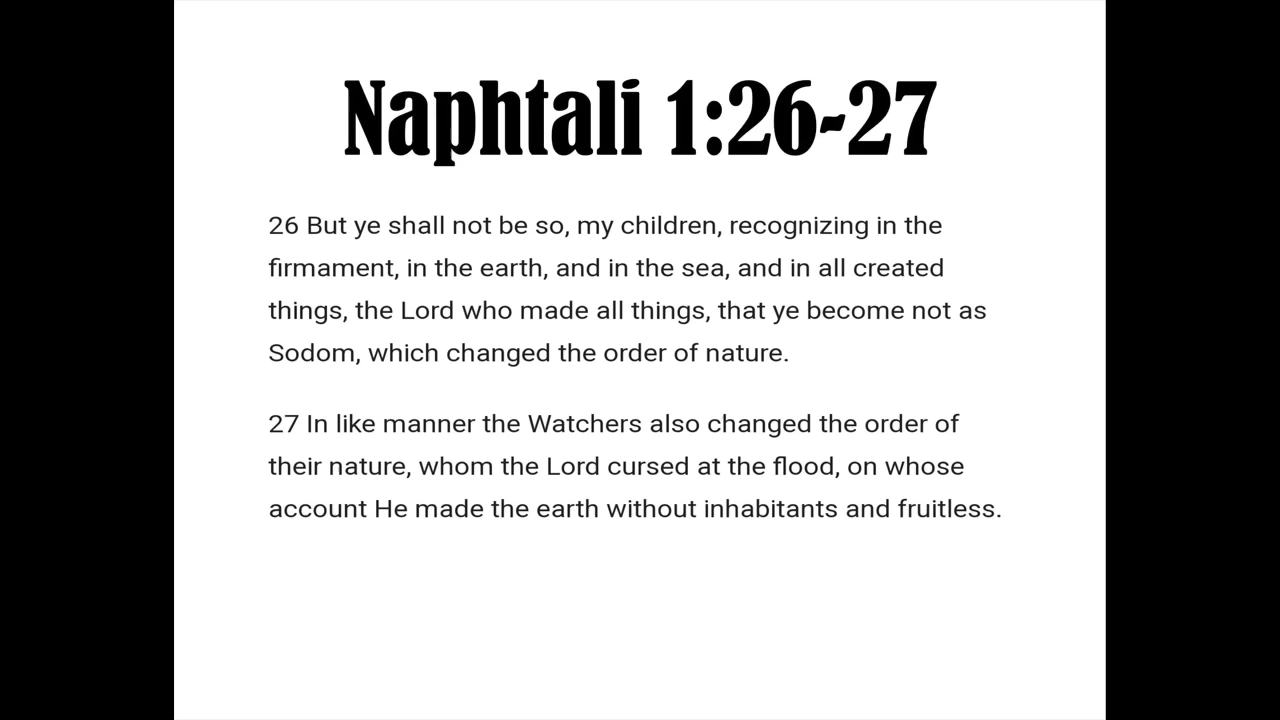 Naphtali 1:26-27
26 But ye shall not be so, my children, recognizing in the
firmament, in the earth, and in the sea, and in all created
things, the Lord who made all things, that ye become not as
Sodom, which changed the order of nature.
27 In like manner the Watchers also changed the order of
their nature, whom the Lord cursed at the flood, on whose
account He made the earth without inhabitants and fruitless.